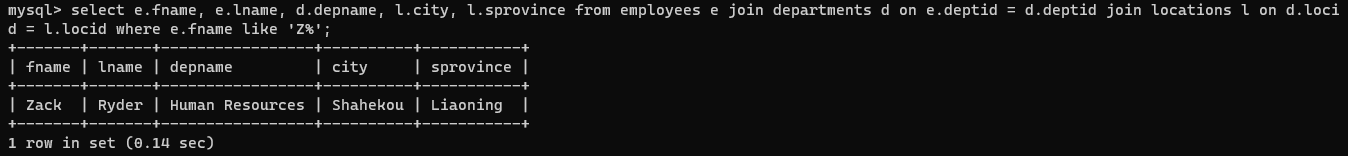 mysql> select e.fname, e.lname, d.depname, l.city, l.sprovince from employees e join departments d on e.deptid = d.deptid join locations l on d.loci
d = l.locid where e.fname like 'Z%';
+-------+-------+-----------------+----------+-----------+
| fname | lname | depname         | city     | sprovince |
+-------+-------+-----------------+----------+-----------+
| Zack  | Ryder | Human Resources | Shahekou | Liaoning  |
+-------+-------+-----------------+----------+-----------+
1 row in set (0.14 sec)